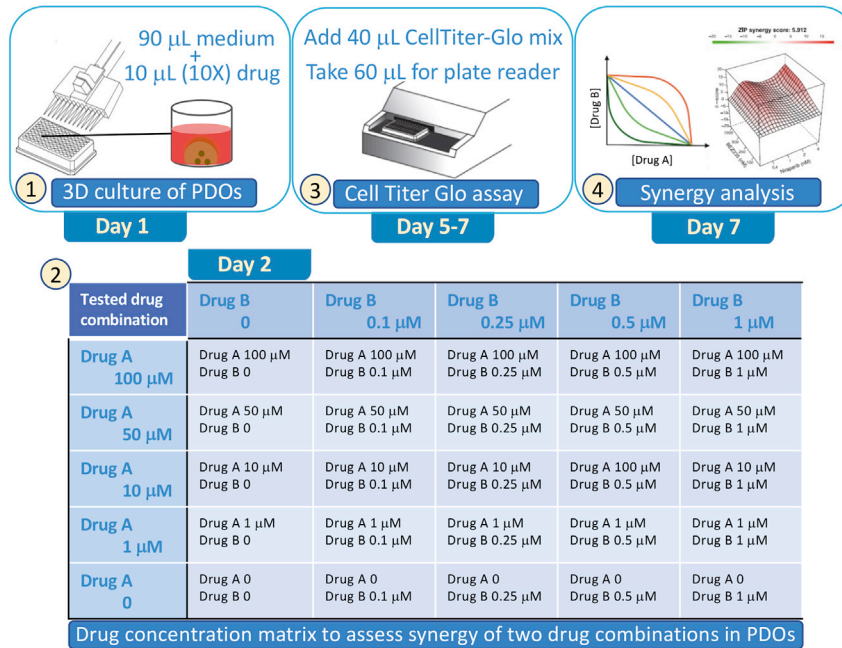 90 μL medium
+
10 μL (10X) drug
1
3D culture of PDOs
Day 1
Add 40 μL CellTiter-Glo mix
Take 60 μL for plate reader
3
Cell Titer Glo assay
Day 5-7
ZIP synergy score: 5.912
[Drug B]
[Drug A]
Niraparib (nM)
4
Synergy analysis
Day 7
2
Day 2
Tested drug combination | Drug B 0 | Drug B 0.1 μM | Drug B 0.25 μM | Drug B 0.5 μM | Drug B 1 μM
Drug A 100 μM | Drug A 100 μM Drug B 0 | Drug A 100 μM Drug B 0.1 μM | Drug A 100 μM Drug B 0.25 μM | Drug A 100 μM Drug B 0.5 μM | Drug A 100 μM Drug B 1 μM
Drug A 50 μM | Drug A 50 μM Drug B 0 | Drug A 50 μM Drug B 0.1 μM | Drug A 50 μM Drug B 0.25 μM | Drug A 50 μM Drug B 0.5 μM | Drug A 50 μM Drug B 1 μM
Drug A 10 μM | Drug A 10 μM Drug B 0 | Drug A 10 μM Drug B 0.1 μM | Drug A 10 μM Drug B 0.25 μM | Drug A 100 μM Drug B 0.5 μM | Drug A 10 μM Drug B 1 μM
Drug A 1 μM | Drug A 1 μM Drug B 0 | Drug A 1 μM Drug B 0.1 μM | Drug A 1 μM Drug B 0.25 μM | Drug A 1 μM Drug B 0.5 μM | Drug A 1 μM Drug B 1 μM
Drug A 0 | Drug A 0 Drug B 0 | Drug A 0 Drug B 0.1 μM | Drug A 0 Drug B 0.25 μM | Drug A 0 Drug B 0.5 μM | Drug A 0 Drug B 1 μM
Drug concentration matrix to assess synergy of two drug combinations in PDOs